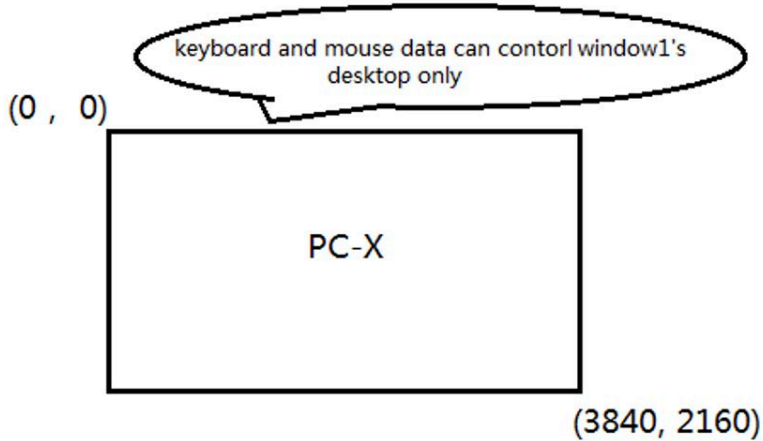 keyboard and mouse data can contorl window1's
desktop only
(0 , 0)
PC-X
(3840, 2160)